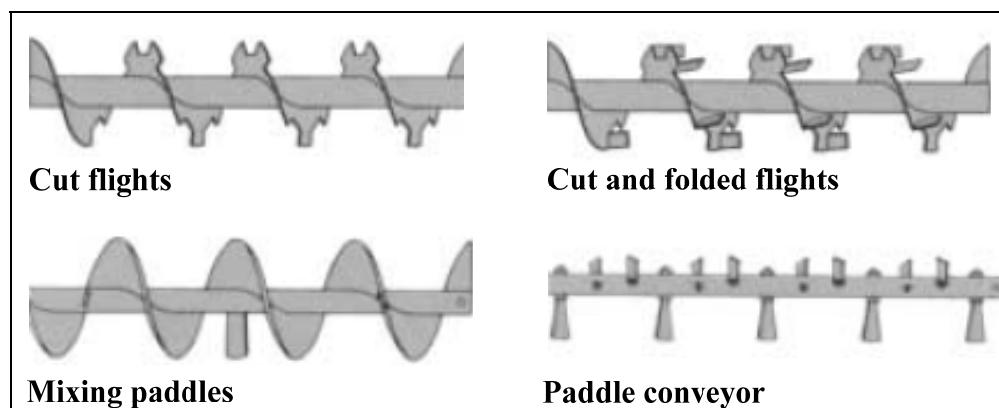 Cut flights
Cut and folded flights
Mixing paddles
Paddle conveyor